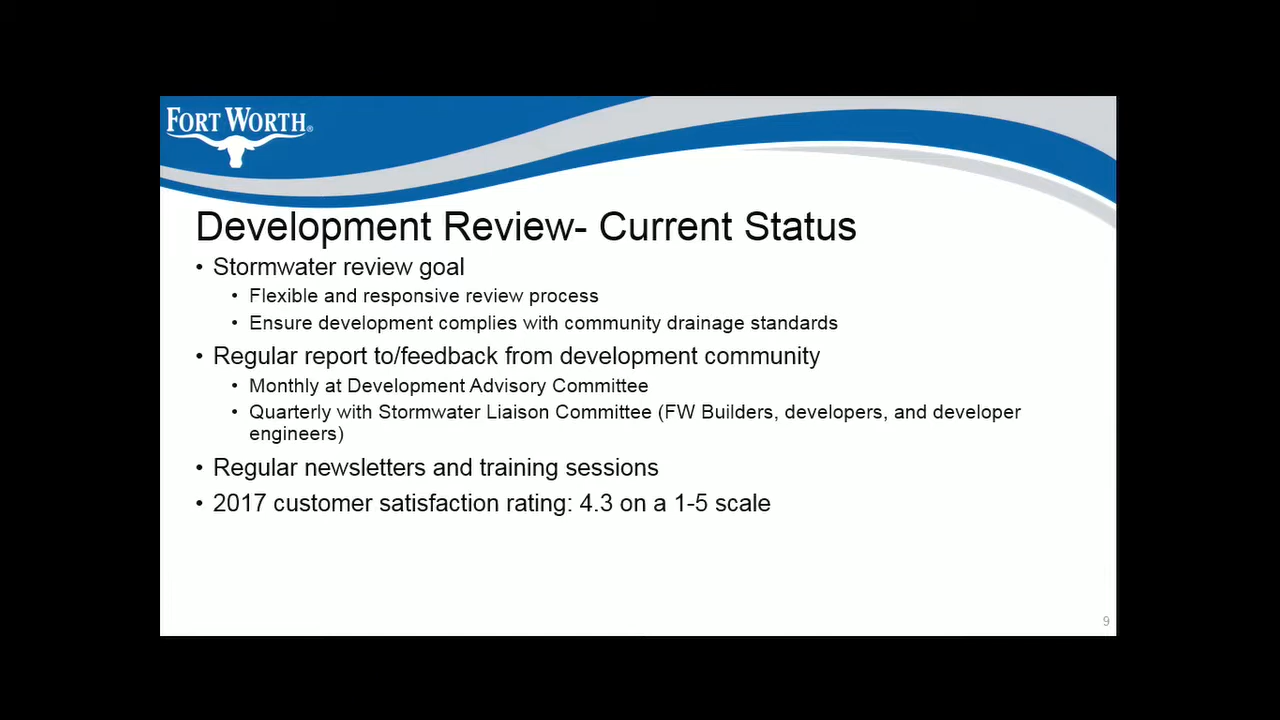 FORT WORTH®
Development Review- Current Status
• Stormwater review goal
• Flexible and responsive review process
• Ensure development complies with community drainage standards
• Regular report to/feedback from development community
• Monthly at Development Advisory Committee
• Quarterly with Stormwater Liaison Committee (FW Builders, developers, and developer
engineers)
• Regular newsletters and training sessions
• 2017 customer satisfaction rating: 4.3 on a 1-5 scale
9